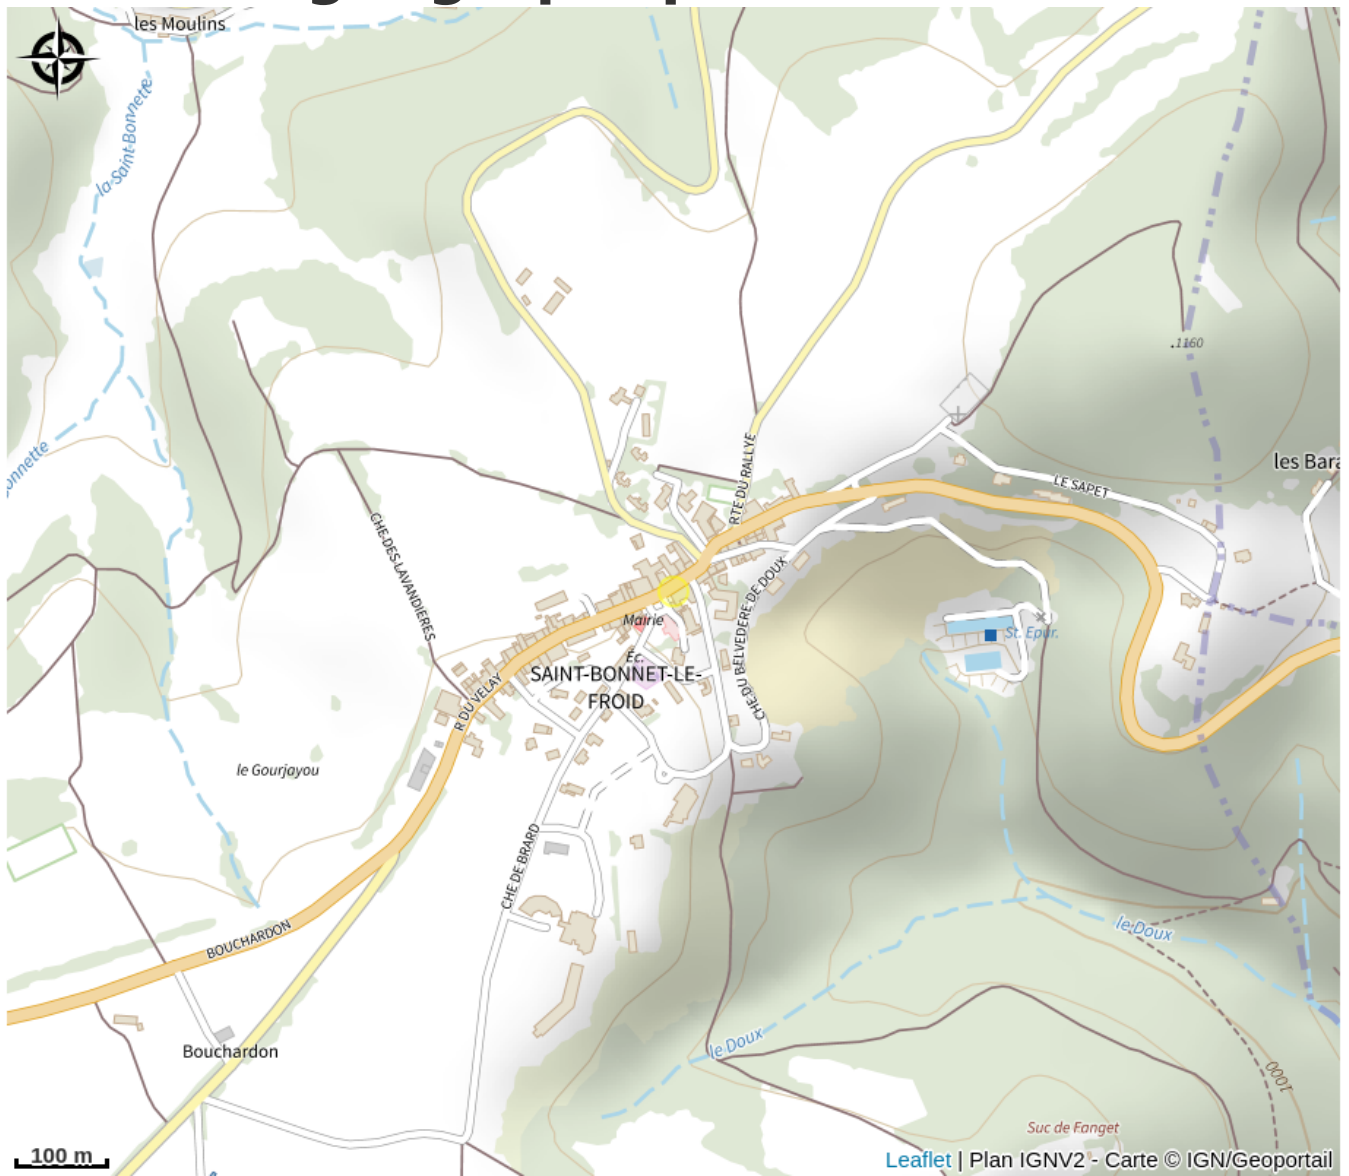 les Moulins
la-Saint-Bonnette
.1160
onnette
les Bara
RTE DU RALLYE
LE SAPET
CHE-DES-LAVANDIERES
CHE-DU BELVEDERE DE DOUX
Mairie
St. Epur.
Éc.
SAINT-BONNET-LE-
FROID
R DU VELAY
le Gourjayou
CHE DE BRARD
BOUCHARDON
le Doux
le Doux
Bouchardon
1000
Suc de Fanget
100 m
Leaflet | Plan IGNV2 - Carte © IGN/Geoportail